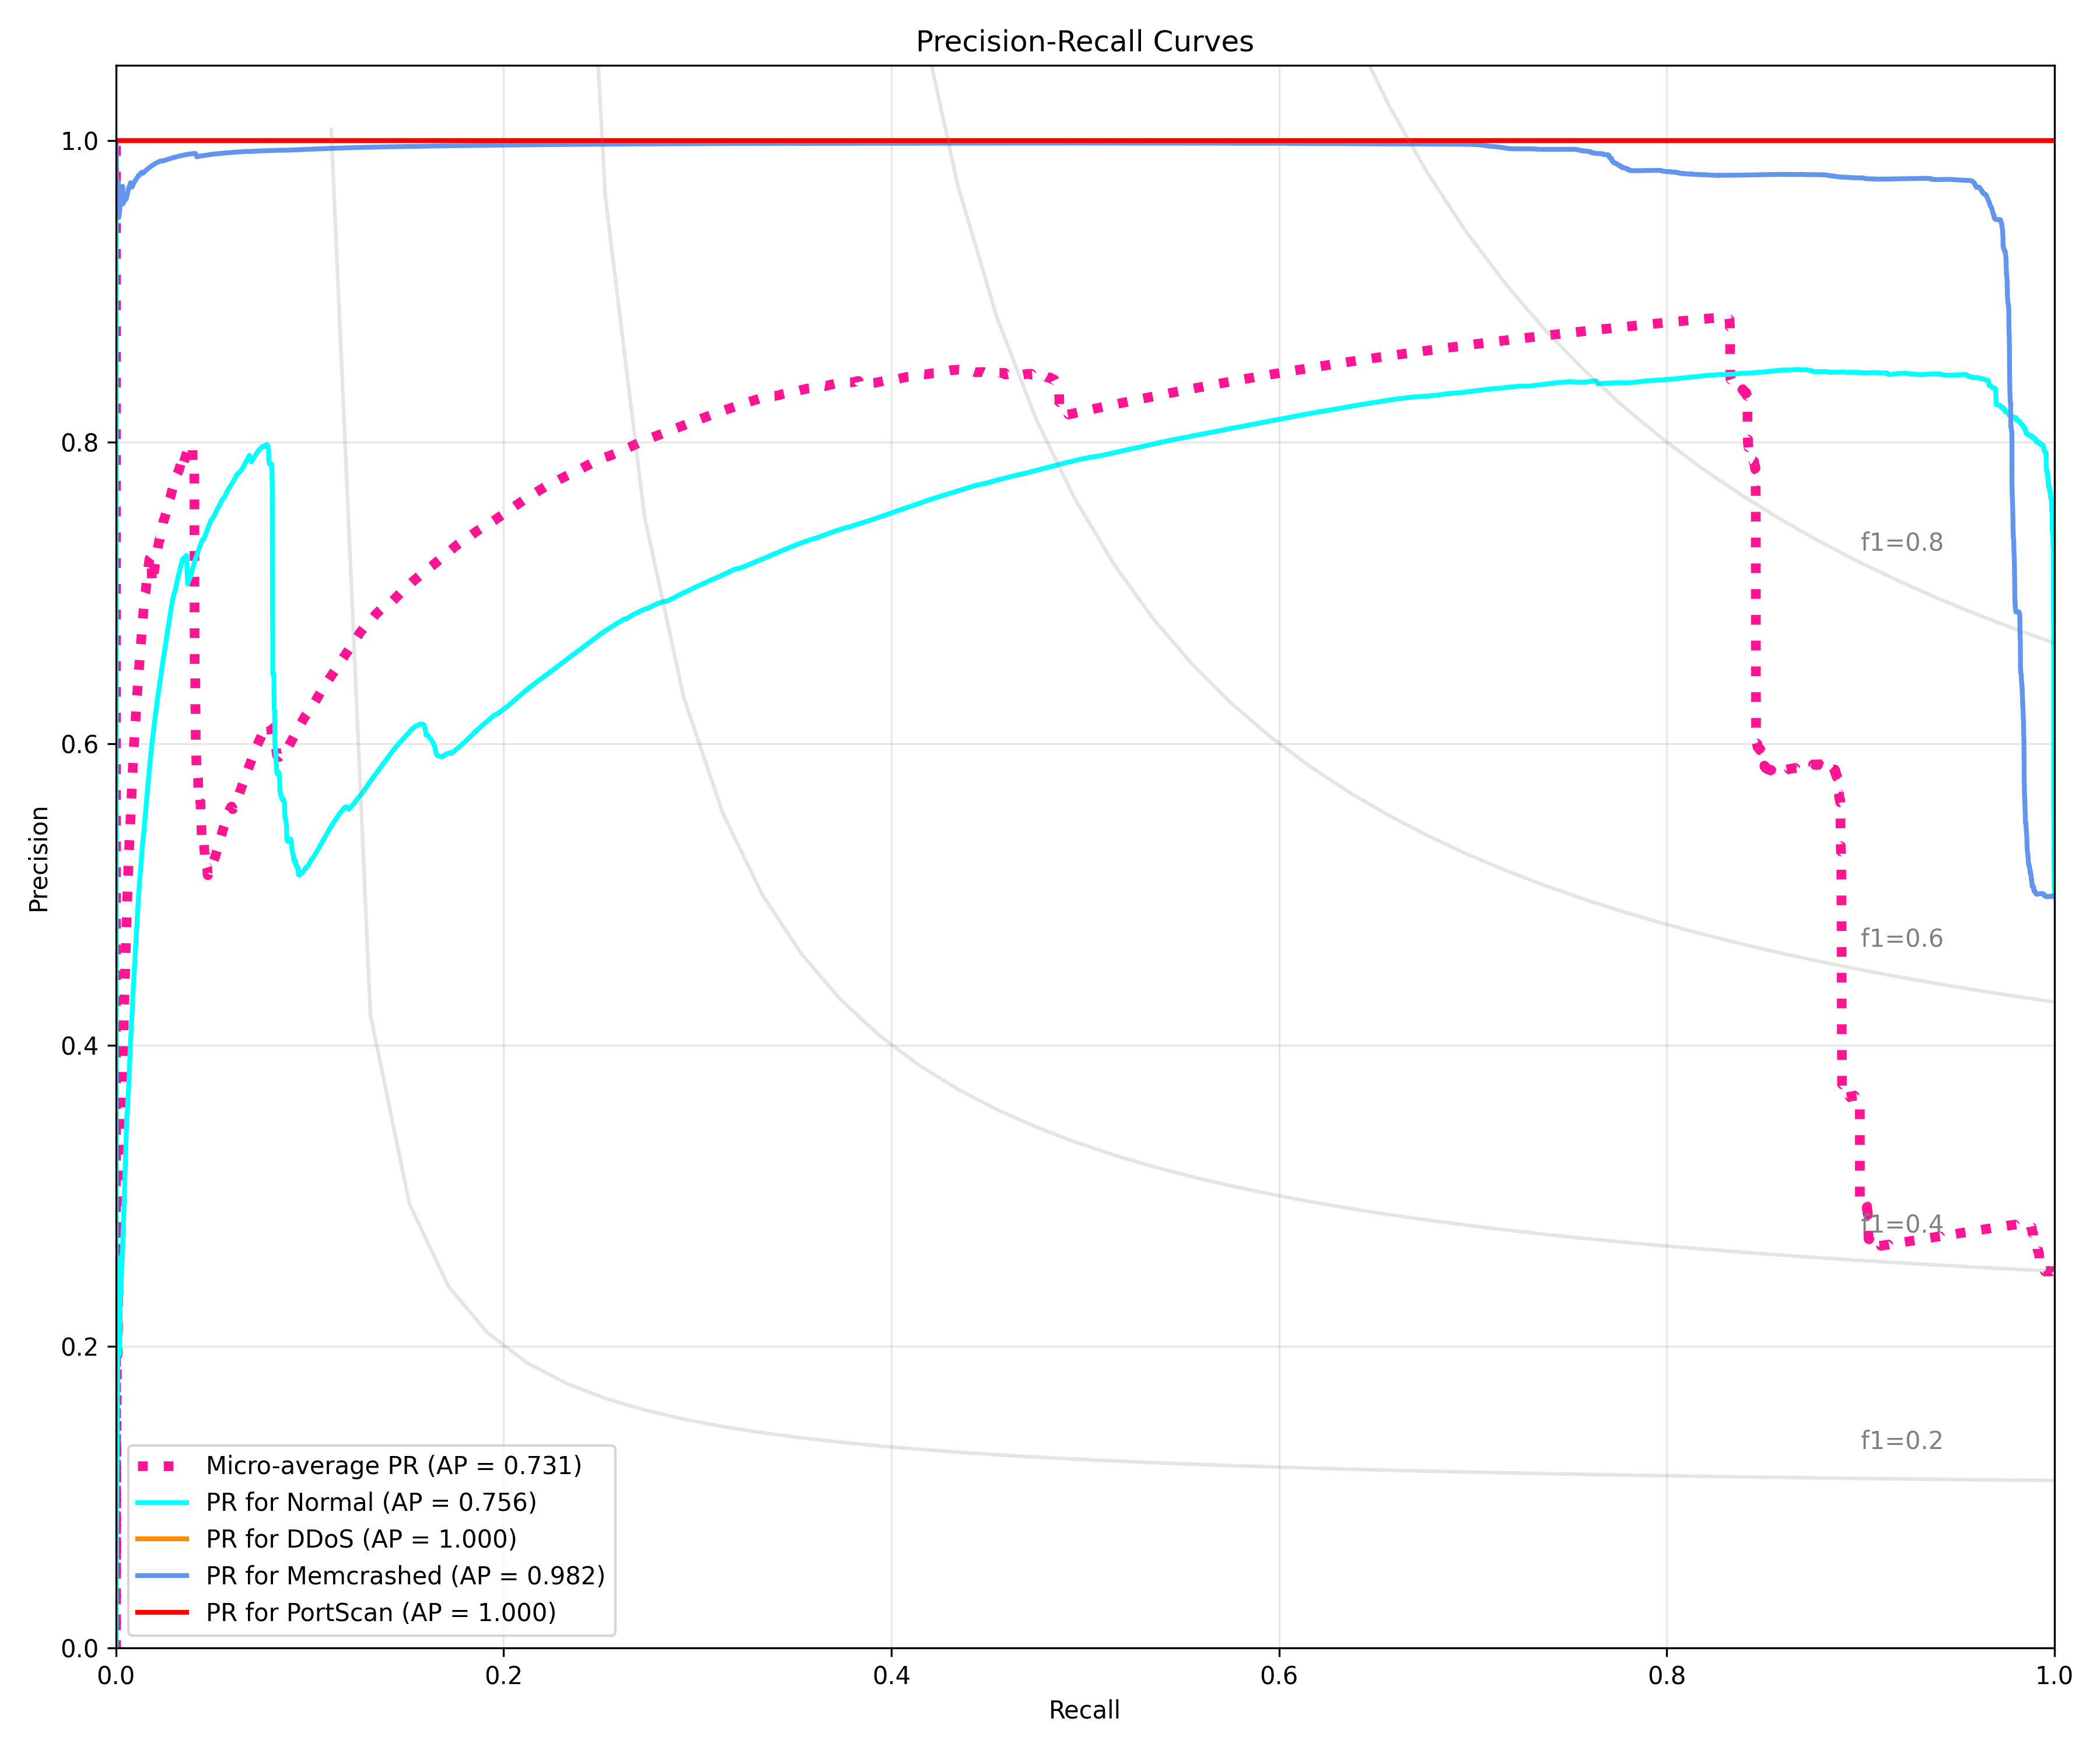 Precision-Recall Curves
1.0
0.8
0.6
0.4
0.2
0.0
Precision
f1=0.8
f1=0.6
f1=0.4
f1=0.2
Micro-average PR (AP = 0.731)
PR for Normal (AP = 0.756)
PR for DDoS (AP = 1.000)
PR for Memcrashed (AP = 0.982)
PR for PortScan (AP = 1.000)
0.0 0.2 0.4 0.6 0.8 1.0
Recall